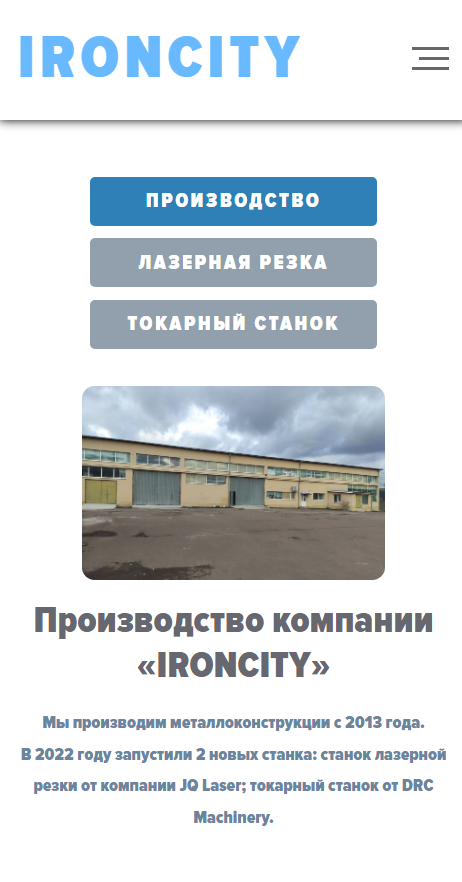 IRONCITY
ПРОИЗВОДСТВО
ЛАЗЕРНАЯ РЕЗКА
ТОКАРНЫЙ СТАНОК
Производство компании
«IRONCITY»
Мы производим металлоконструкции с 2013 года.
В 2022 году запустили 2 новых станка: станок лазерной
резки от компании JQ Laser; токарный станок от DRC
Machinery.